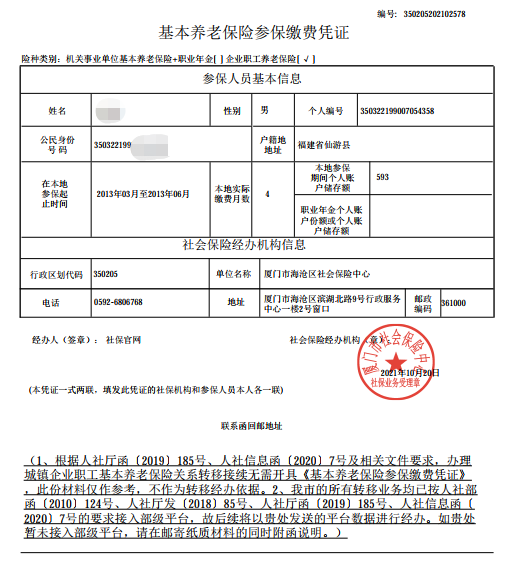 编号: 350205202102578
基本养老保险参保缴费凭证
险种类别: 机关事业单位基本养老保险+职业年金[ ]企业职工养老保险[ √ ]
参保人员基本信息
姓名
性别
男
个人编号
350322199007054358
公民身份
号码
350322199
户籍地
地址
福建省仙游县
在本地
参保起
止时间
2013年03月至2013年06月
本地实际
缴费月数
4
本地参保
期间个人账
户储存额
593
职业年金个人账
户份额或个人账
户储存额
社会保险经办机构信息
行政区划代码
350205
单位名称
厦门市海沧区社会保险中心
电话
0592-6806768
地址
厦门市海沧区滨湖北路9号行政服务
中心一楼2号窗口
邮政
编码
361000
经办人（签章）： 社保官网
社会保险经办机构（章）：
厦门市社会保险中心
2021年10月20日
社保业务受理章
(本凭证一式两联，填发此凭证的社保机构和参保人员本人各一联)
联系函回邮地址
（1、根据人社厅函〔2019〕185号、人社信息函〔2020〕7号及相关文件要求，办理
城镇企业职工基本养老保险关系转移接续无需开具《基本养老保险参保缴费凭证》
，此份材料仅作参考，不作为转移经办依据。2、我市的所有转移业务均已按人社部
函〔2010〕124号、人社厅发〔2018〕85号、人社厅函〔2019〕185号、人社信息函〔
2020〕7号的要求接入部级平台，故后续将以贵处发送的平台数据进行经办。如贵处
暂未接入部级平台，请在邮寄纸质材料的同时附函说明。）